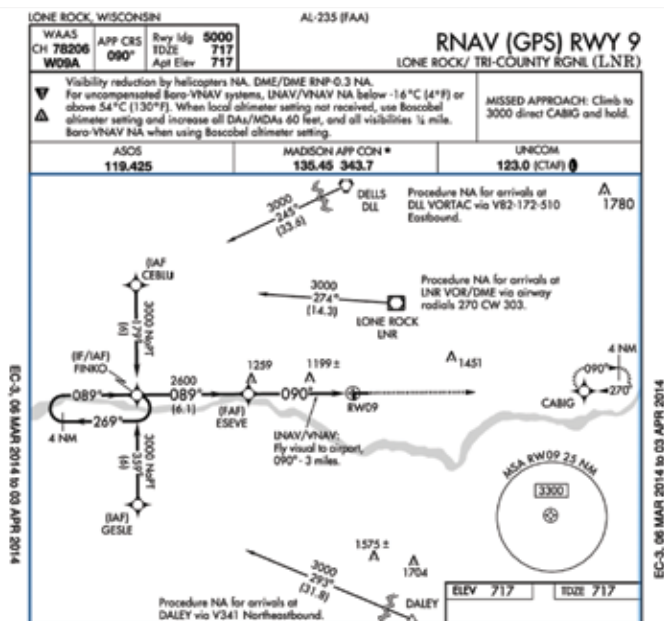 LONE ROCK, WISCONSIN
AL-235 (FAA)
WAAS
CH 78206
W09A
APP CRS
090°
Rwy ldg 5000
TDZE 717
Apt Elev 717
RNAV (GPS) RWY 9
LONE ROCK/ TRI-COUNTY RGNL (LNR)
Visibility reduction by helicopters NA. DME/DME RNP-0.3 NA.
For uncompensated Baro-VNAV systems, LNAV/VNAV NA below -16°C (4°F) or
above 54°C (130°F). When local altimeter setting not received, use Boscobel
altimeter setting and increase all DAs/MDAs 60 feet, and all visibilities ¼ mile.
Baro-VNAV NA when using Boscobel altimeter setting.
MISSED APPROACH: Climb to
3000 direct CABIG and hold.
ASOS
119.425
MADISON APP CON *
135.45 343.7
UNICOM
123.0 (CTAF)
3000
245°
(33.6)
DELLS
DLL
Procedure NA for arrivals at
DLL VORTAC via V82-172-510
Eastbound.
1780
(IAF
CEBLU
3000 NoPT
179°
(6)
3000
274°
(14.3)
LONE ROCK
LNR
Procedure NA for arrivals at
LNR VOR/DME via airway
radials 270 CW 303.
(IF/IAF)
FINKO
2600
089°
(6.1)
1259
1199±
1451
4 NM
090°
270°
CABIG
089°
269°
4 NM
(FAF)
ESEVE
090°
RW09
LNAV/VNAV:
Fly visual to airport,
090° - 3 miles.
3000 NoPT
359°
(6)
(IAF)
GESLE
MSA RW09 25 NM
3300
1575±
1704
3000
293°
(31.8)
DALEY
Procedure NA for arrivals at
DALEY via V341 Northeastbound.
ELEV 717
TDZE 717
EC-3, 06 MAR 2014 to 03 APR 2014
EC-3, 06 MAR 2014 to 03 APR 2014